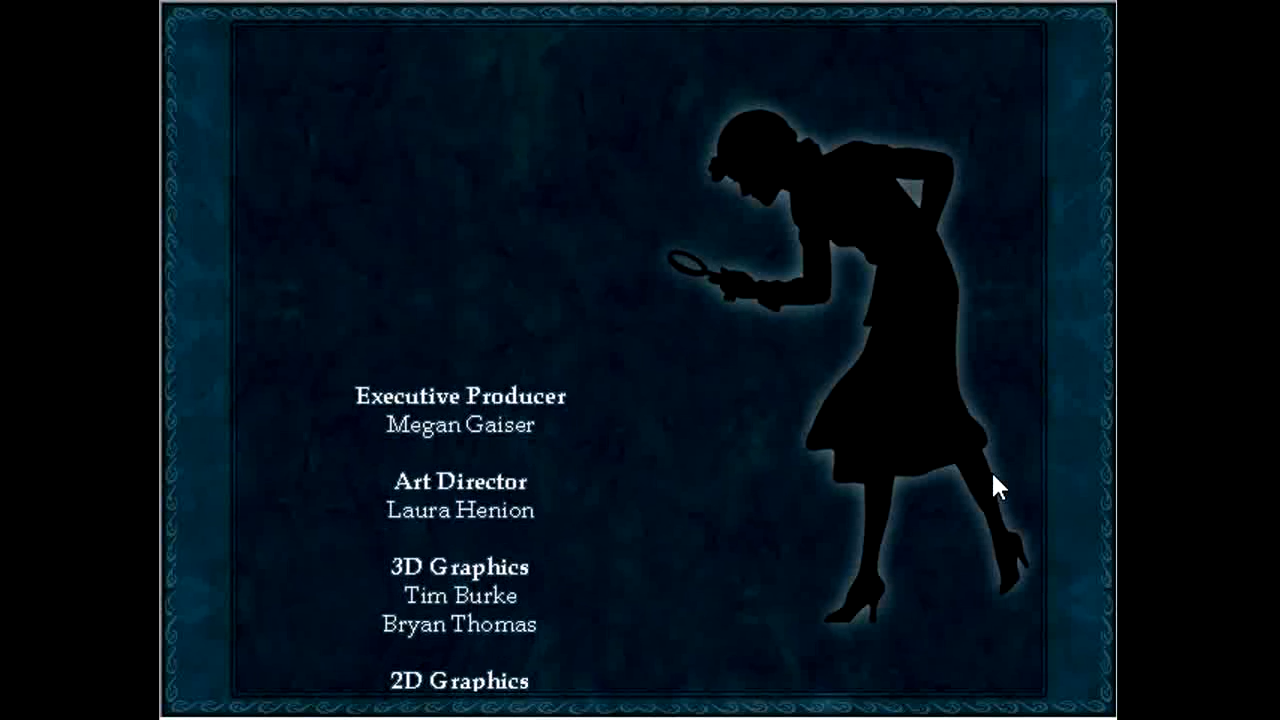 Executive Producer
Megan Gaiser
Art Director
Laura Henion
3D Graphics
Tim Burke
Bryan Thomas
2D Graphics